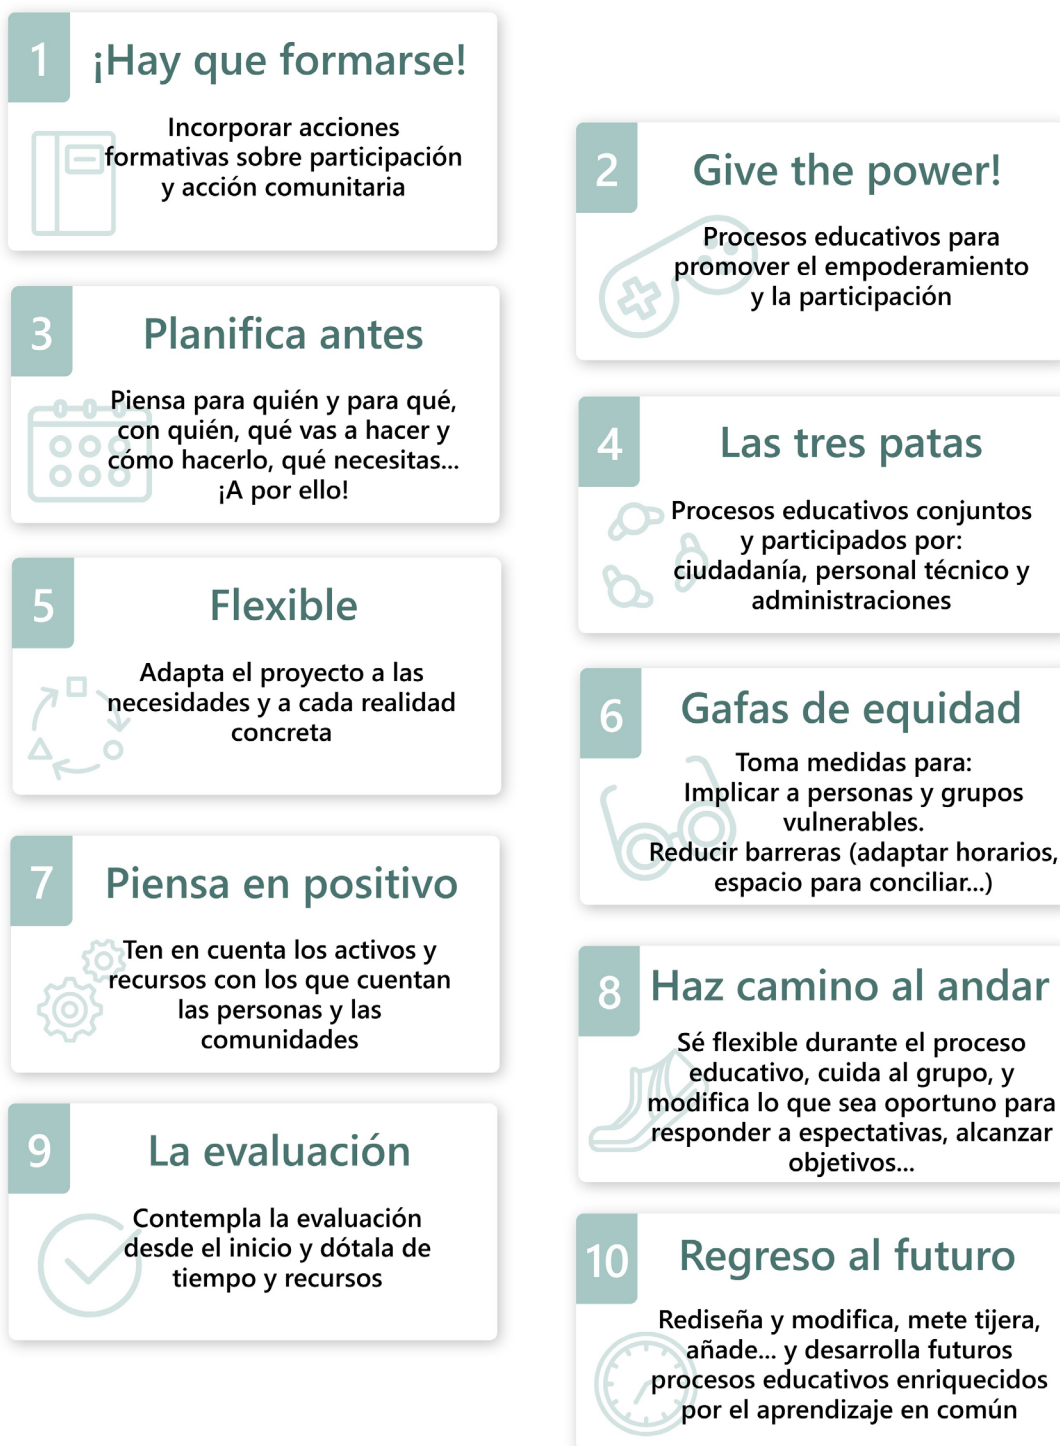 1
¡Hay que formarse!
Incorporar acciones
formativas sobre participación
y acción comunitaria
2
Give the power!
Procesos educativos para
promover el empoderamiento
y la participación
3
Planifica antes
Piensa para quién y para qué,
con quién, qué vas a hacer y
cómo hacerlo, qué necesitas...
¡A por ello!
4
Las tres patas
Procesos educativos conjuntos
y participados por:
ciudadanía, personal técnico y
administraciones
5
Flexible
Adapta el proyecto a las
necesidades y a cada realidad
concreta
6
Gafas de equidad
Toma medidas para:
Implicar a personas y grupos
vulnerables.
Reducir barreras (adaptar horarios,
espacio para conciliar...)
7
Piensa en positivo
Ten en cuenta los activos y
recursos con los que cuentan
las personas y las
comunidades
8
Haz camino al andar
Sé flexible durante el proceso
educativo, cuida al grupo, y
modifica lo que sea oportuno para
responder a espectativas, alcanzar
objetivos...
9
La evaluación
Contempla la evaluación
desde el inicio y dótala de
tiempo y recursos
10
Regreso al futuro
Rediseña y modifica, mete tijera,
añade... y desarrolla futuros
procesos educativos enriquecidos
por el aprendizaje en común